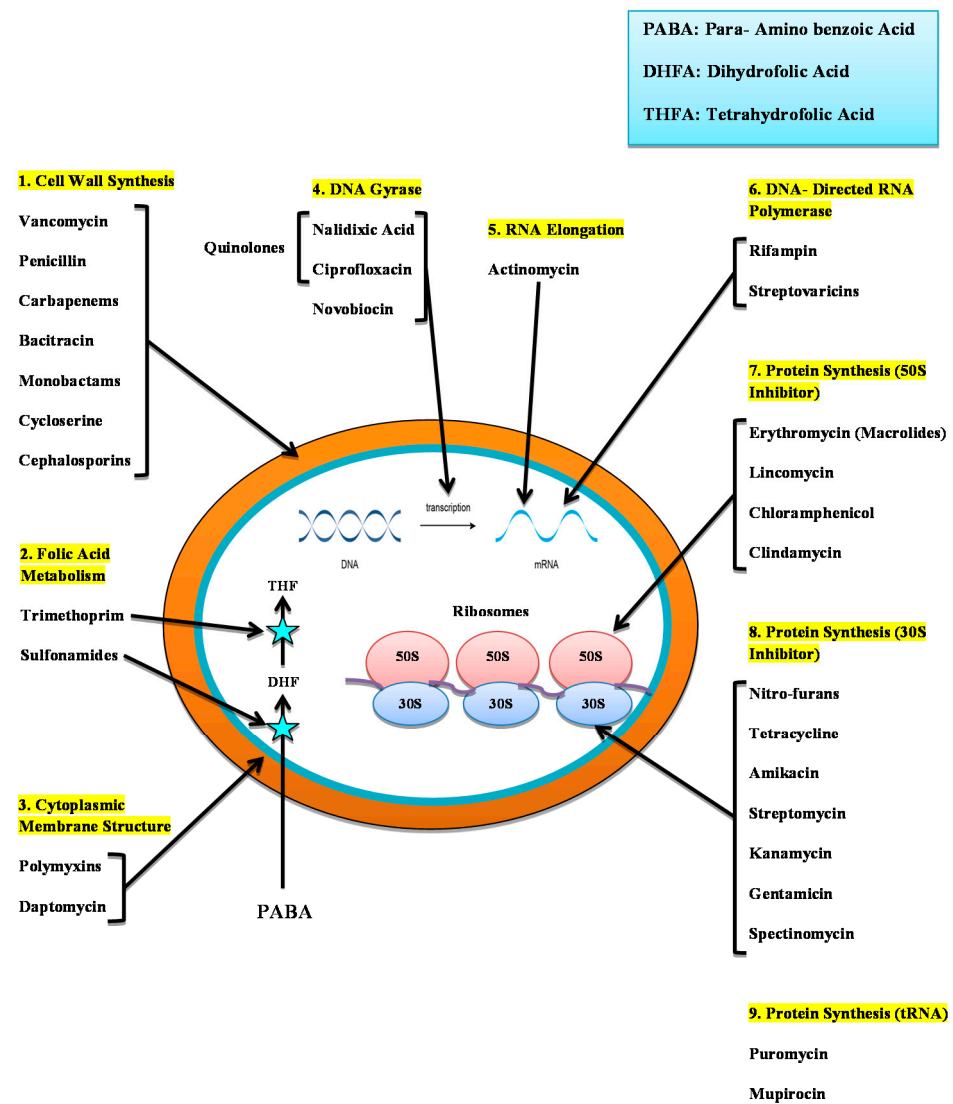 PABA: Para- Amino benzoic Acid
DHFA: Dihydrofolic Acid
THFA: Tetrahydrofolic Acid
1. Cell Wall Synthesis
Vancomycin
Penicillin
Carbapenems
Bacitracin
Monobactams
Cycloserine
Cephalosporins
2. Folic Acid
Metabolism
Trimethoprim
Sulfonamides
3. Cytoplasmic
Membrane Structure
Polymyxins
Daptomycin
4. DNA Gyrase
Quinolones
Nalidixic Acid
Ciprofloxacin
Novobiocin
5. RNA Elongation
Actinomycin
transcription
DNA
mRNA
THF
DHF
PABA
Ribosomes
50S
50S
50S
30S
30S
30S
6. DNA- Directed RNA
Polymerase
Rifampin
Streptovaricins
7. Protein Synthesis (50S
Inhibitor)
Erythromycin (Macrolides)
Lincomycin
Chloramphenicol
Clindamycin
8. Protein Synthesis (30S
Inhibitor)
Nitro-furans
Tetracycline
Amikacin
Streptomycin
Kanamycin
Gentamicin
Spectinomycin
9. Protein Synthesis (tRNA)
Puromycin
Mupirocin